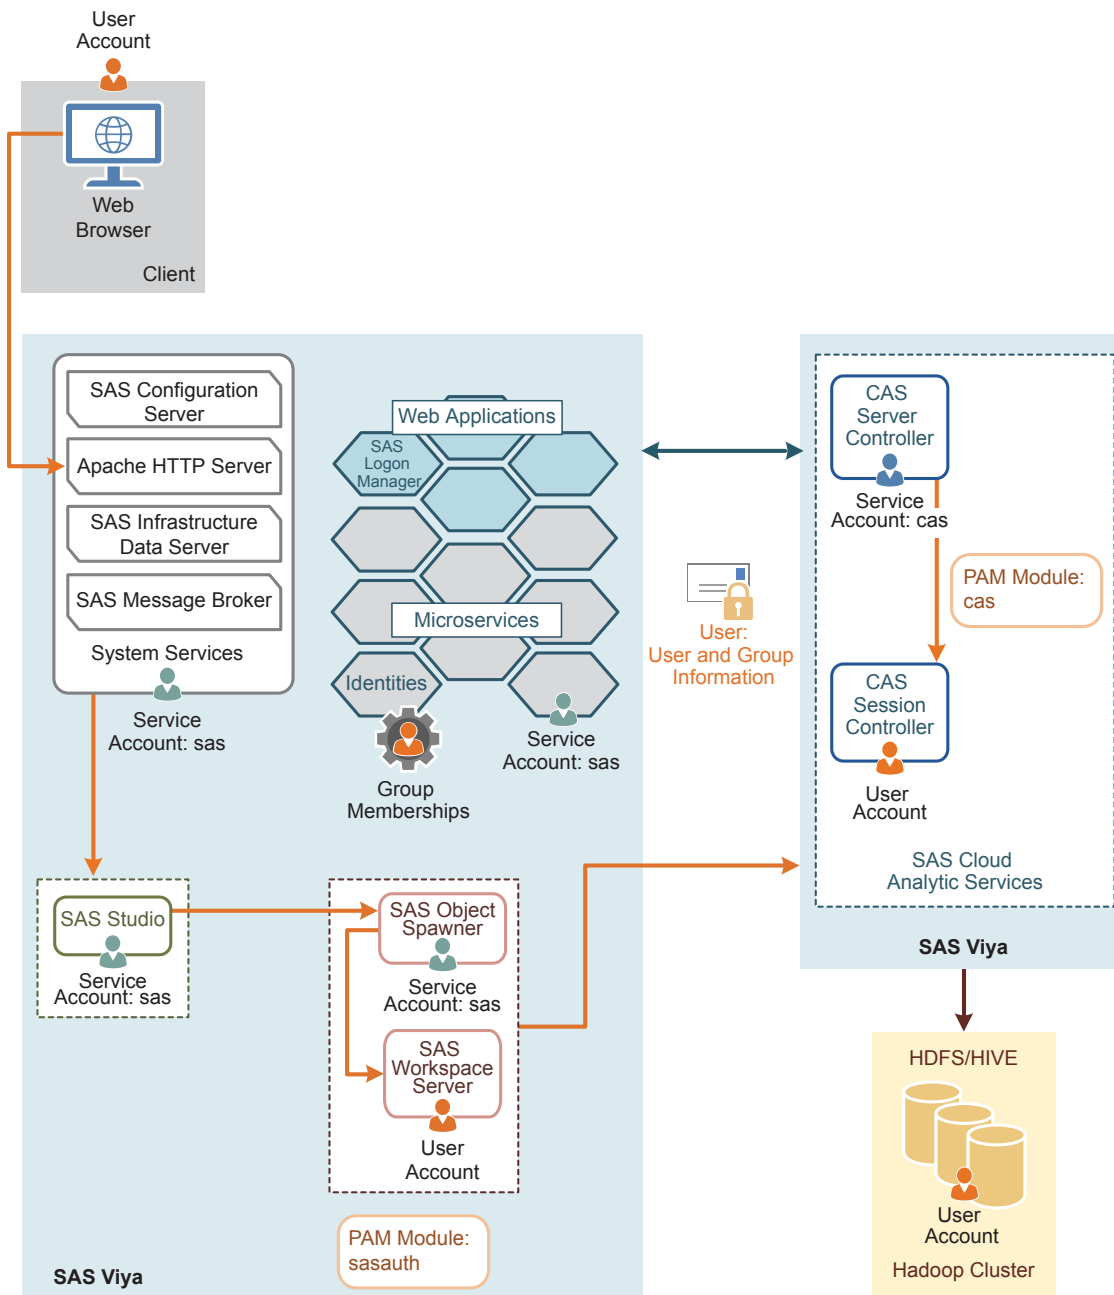 User
Account
Web
Browser
Client
SAS Configuration
Server
Apache HTTP Server
SAS Infrastructure
Data Server
SAS Message Broker
System Services
Service
Account: sas
Web Applications
SAS
Logon
Manager
Microservices
Identities
Group
Memberships
Service
Account: sas
User:
User and Group
Information
CAS
Server
Controller
Service
Account: cas
PAM Module:
cas
CAS
Session
Controller
User
Account
SAS Cloud
Analytic Services
SAS Viya
SAS Studio
Service
Account: sas
SAS Object
Spawner
Service
Account: sas
SAS
Workspace
Server
User
Account
PAM Module:
sasauth
SAS Viya
HDFS/HIVE
User
Account
Hadoop Cluster